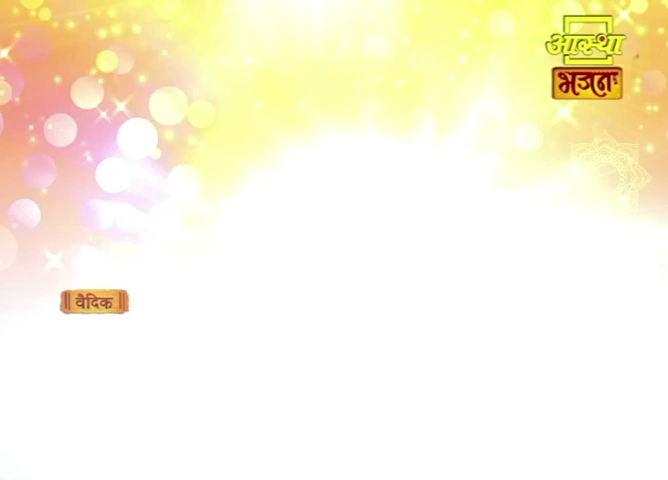 आस्था
भजन
॥ वैदिक ॥